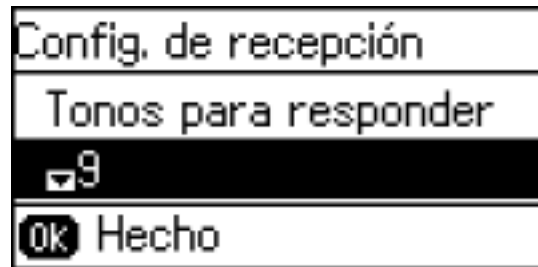 Config. de recepción
Tonos para responder
9
OK Hecho